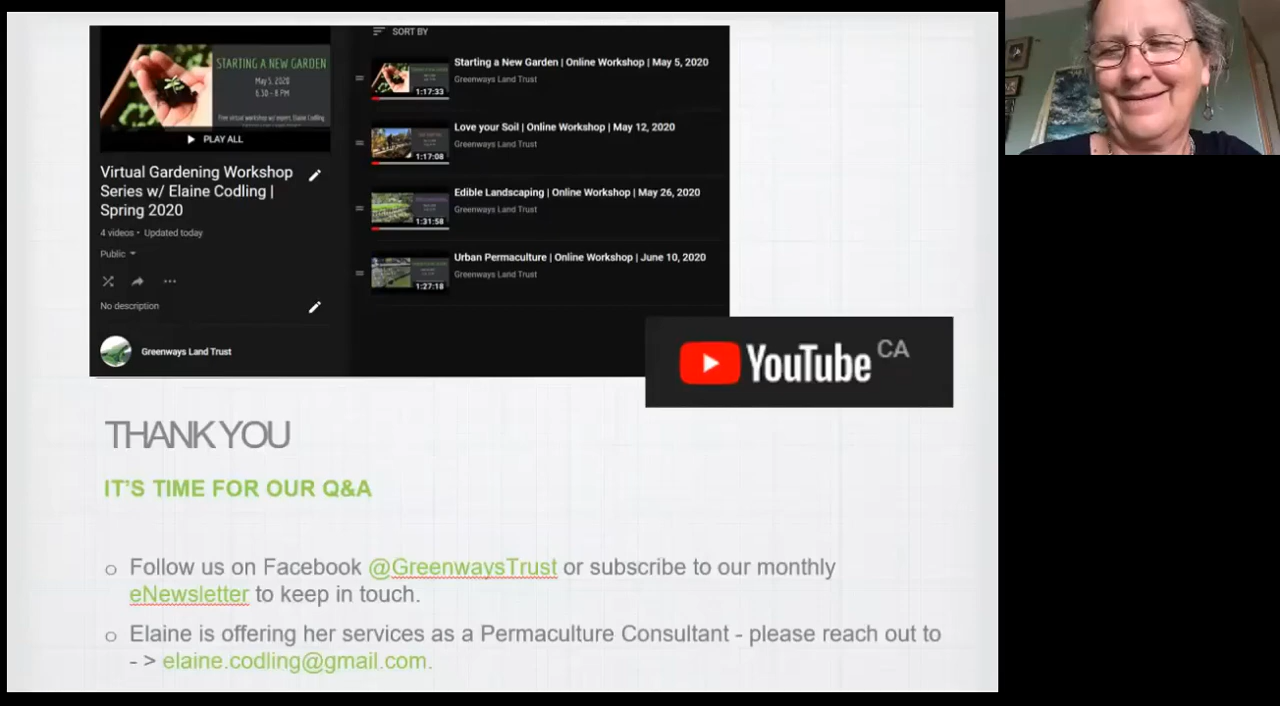 STARTING A NEW GARDEN
May 5, 2020
6:30 - 8 PM
Free virtual workshop w/ expert, Elaine Codling
PLAY ALL
Virtual Gardening Workshop
Series w/ Elaine Codling |
Spring 2020
4 videos • Updated today
Public
No description
Greenways Land Trust
SORT BY
Starting a New Garden | Online Workshop | May 5, 2020
Greenways Land Trust
1:17:33
Love your Soil | Online Workshop | May 12, 2020
Greenways Land Trust
1:17:08
Edible Landscaping | Online Workshop | May 26, 2020
Greenways Land Trust
1:31:58
Urban Permaculture | Online Workshop | June 10, 2020
Greenways Land Trust
1:27:18
YouTube CA
THANK YOU
IT'S TIME FOR OUR Q&A
o Follow us on Facebook @GreenwaysTrust or subscribe to our monthly
eNewsletter to keep in touch.
o Elaine is offering her services as a Permaculture Consultant - please reach out to
- > elaine.codling@gmail.com.